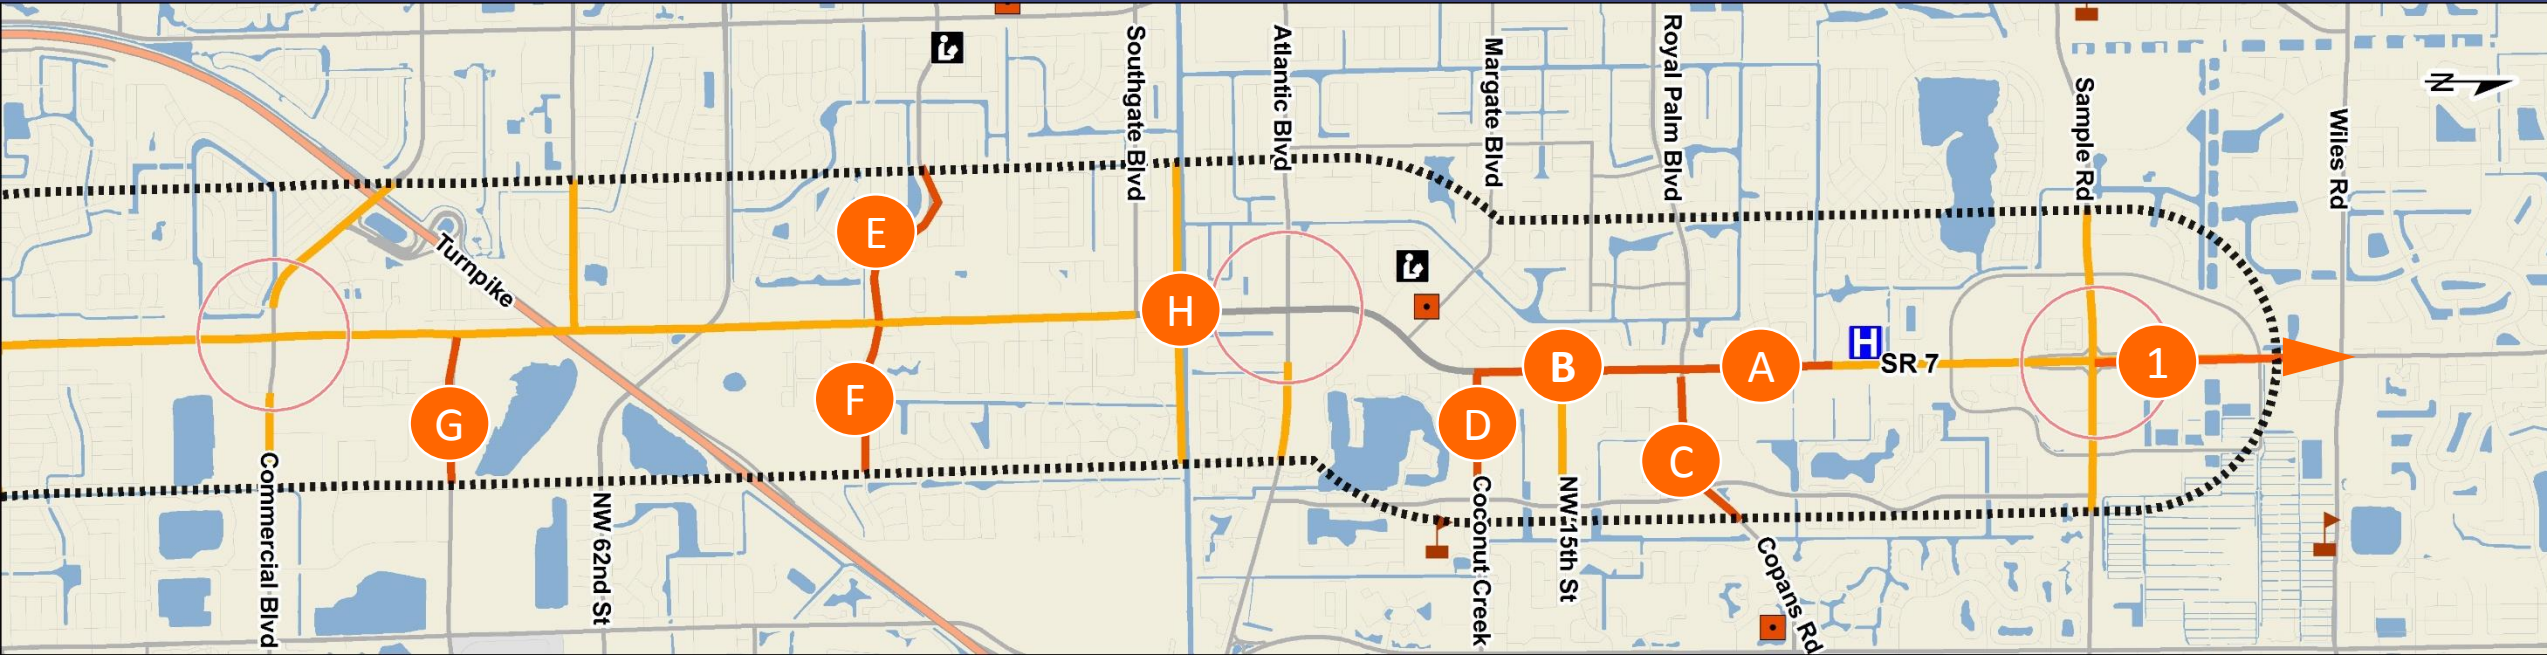 Southgate Blvd
Atlantic Blvd
Margate Blvd
Royal Palm Blvd
Sample Rd
Wiles Rd
N
Turnpike
E
H
H
SR 7
B
A
1
G
F
D
C
Commercial Blvd
NW 62nd St
Coconut Creek
NW 15th St
Copans Rd